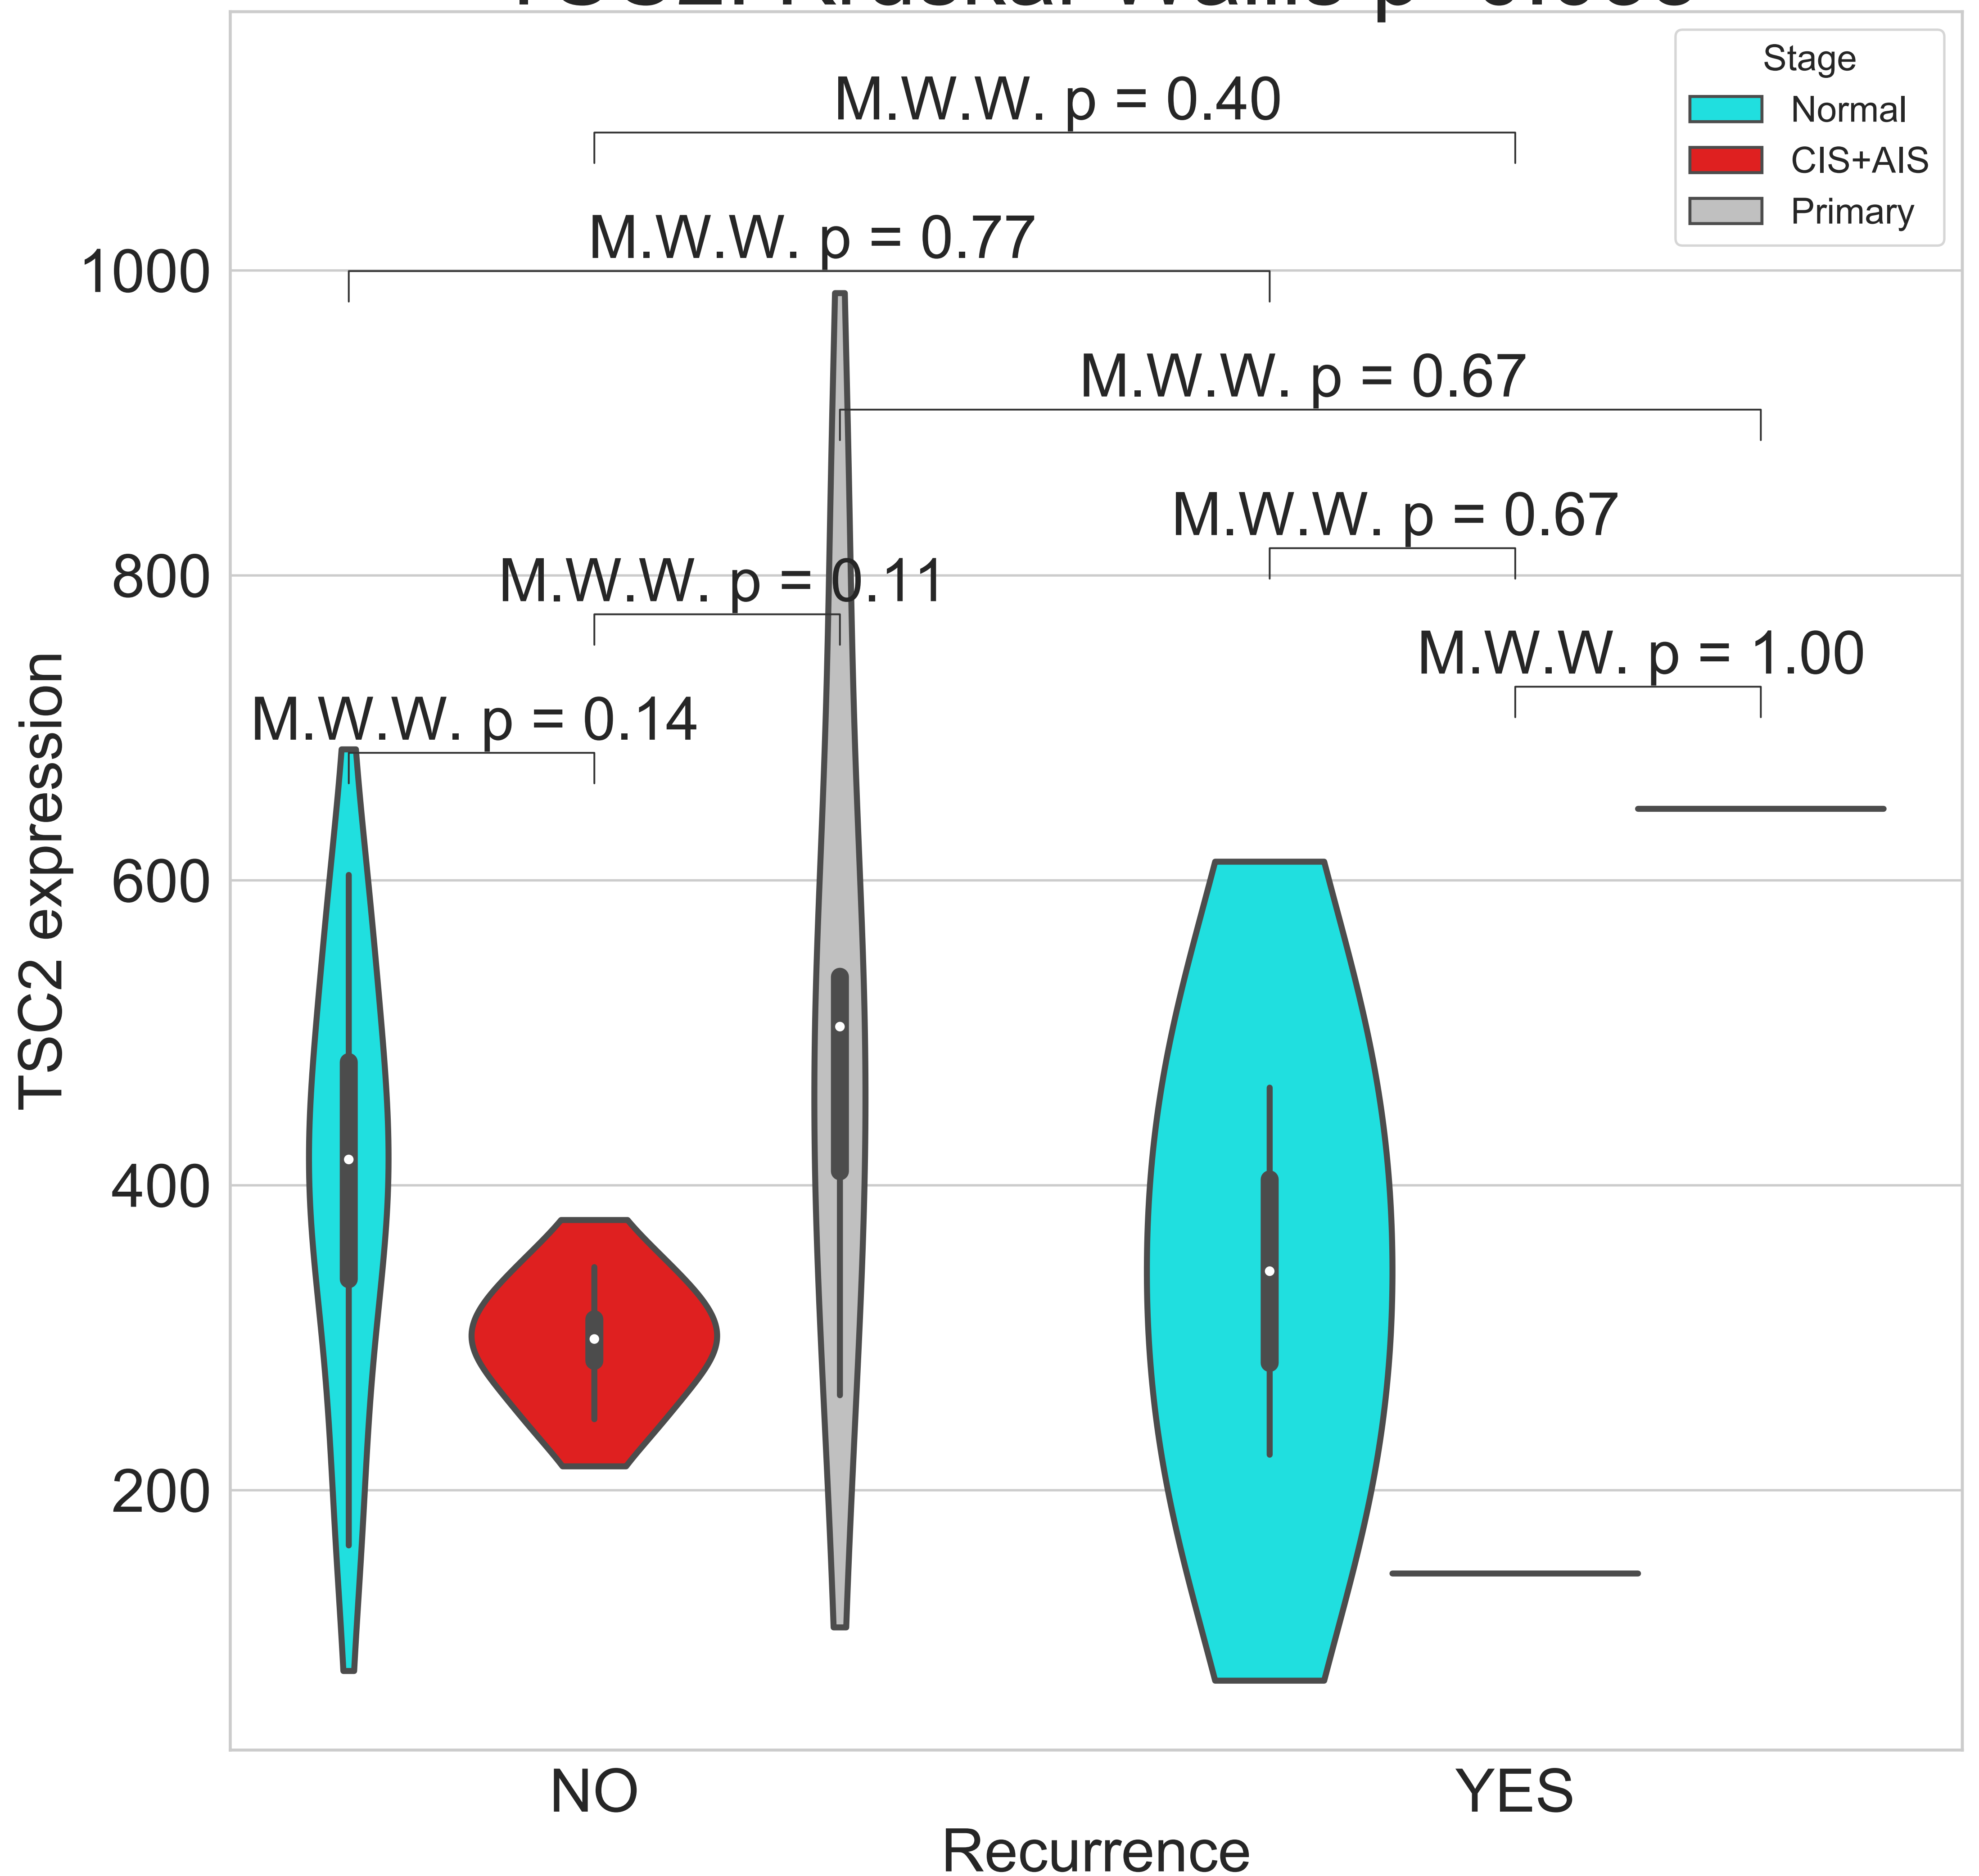 Stage
Normal
CIS+AIS
Primary
M.W.W. p = 0.40
M.W.W. p = 0.77
M.W.W. p = 0.67
M.W.W. p = 0.67
M.W.W. p = 0.11
M.W.W. p = 1.00
M.W.W. p = 0.14
1000
800
600
400
200
TSC2 expression
NO
YES
Recurrence